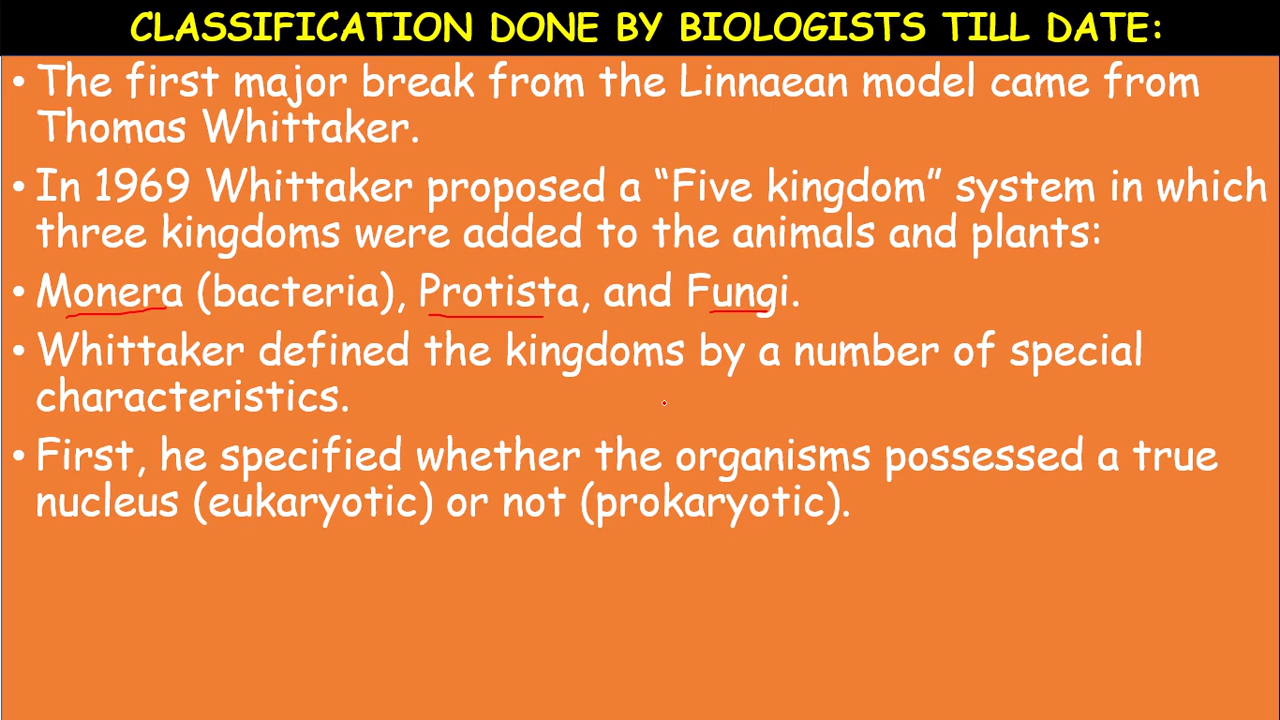 CLASSIFICATION DONE BY BIOLOGISTS TILL DATE:
• The first major break from the Linnaean model came from
Thomas Whittaker.
• In 1969 Whittaker proposed a “Five kingdom” system in which
three kingdoms were added to the animals and plants:
• Monera (bacteria), Protista, and Fungi.
• Whittaker defined the kingdoms by a number of special
characteristics.
• First, he specified whether the organisms possessed a true
nucleus (eukaryotic) or not (prokaryotic).